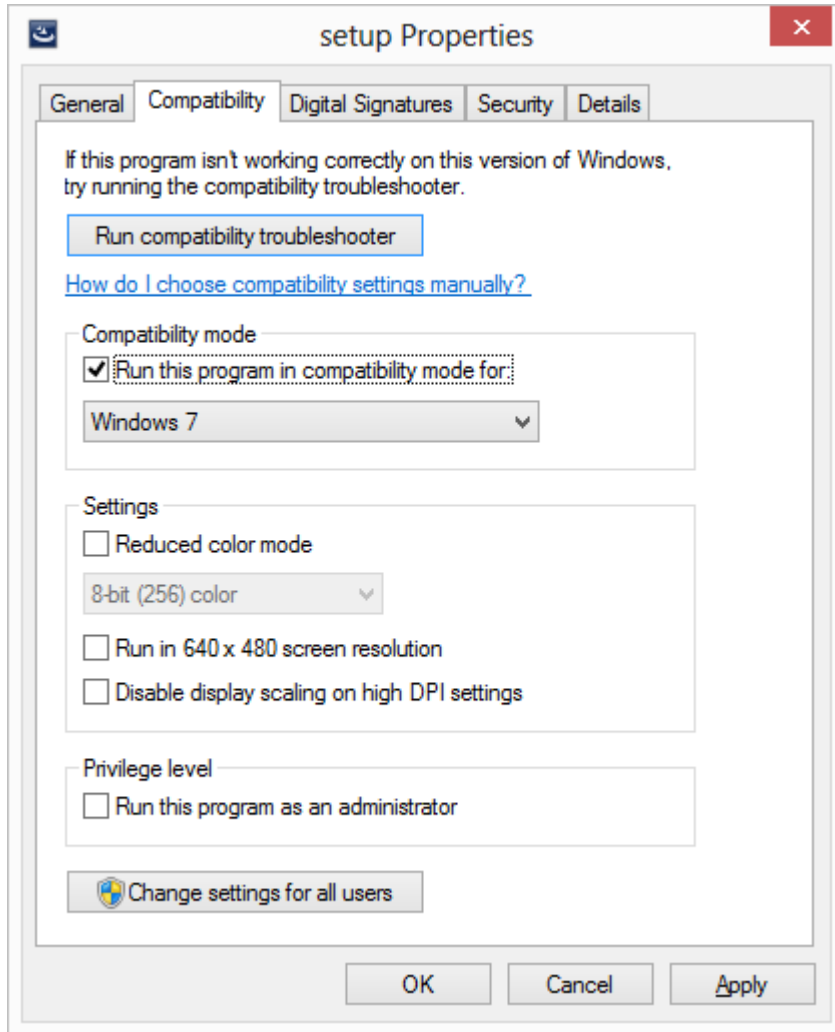 setup Properties
General Compatibility Digital Signatures Security Details
If this program isn't working correctly on this version of Windows,
try running the compatibility troubleshooter.
Run compatibility troubleshooter
How do I choose compatibility settings manually?
Compatibility mode
Run this program in compatibility mode for:
Windows 7
Settings
Reduced color mode
8-bit (256) color
Run in 640 x 480 screen resolution
Disable display scaling on high DPI settings
Privilege level
Run this program as an administrator
Change settings for all users
OK Cancel Apply